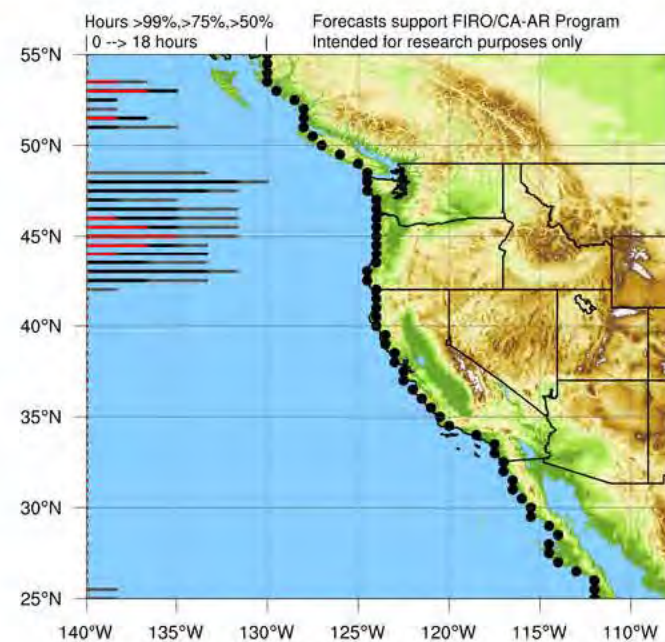 Hours >99%,>75%,>50% Forecasts support FIRO/CA-AR Program
| 0 --> 18 hours | Intended for research purposes only
55°N
50°N
45°N
40°N
35°N
30°N
25°N
140°W 135°W 130°W 125°W 120°W 115°W 110°W